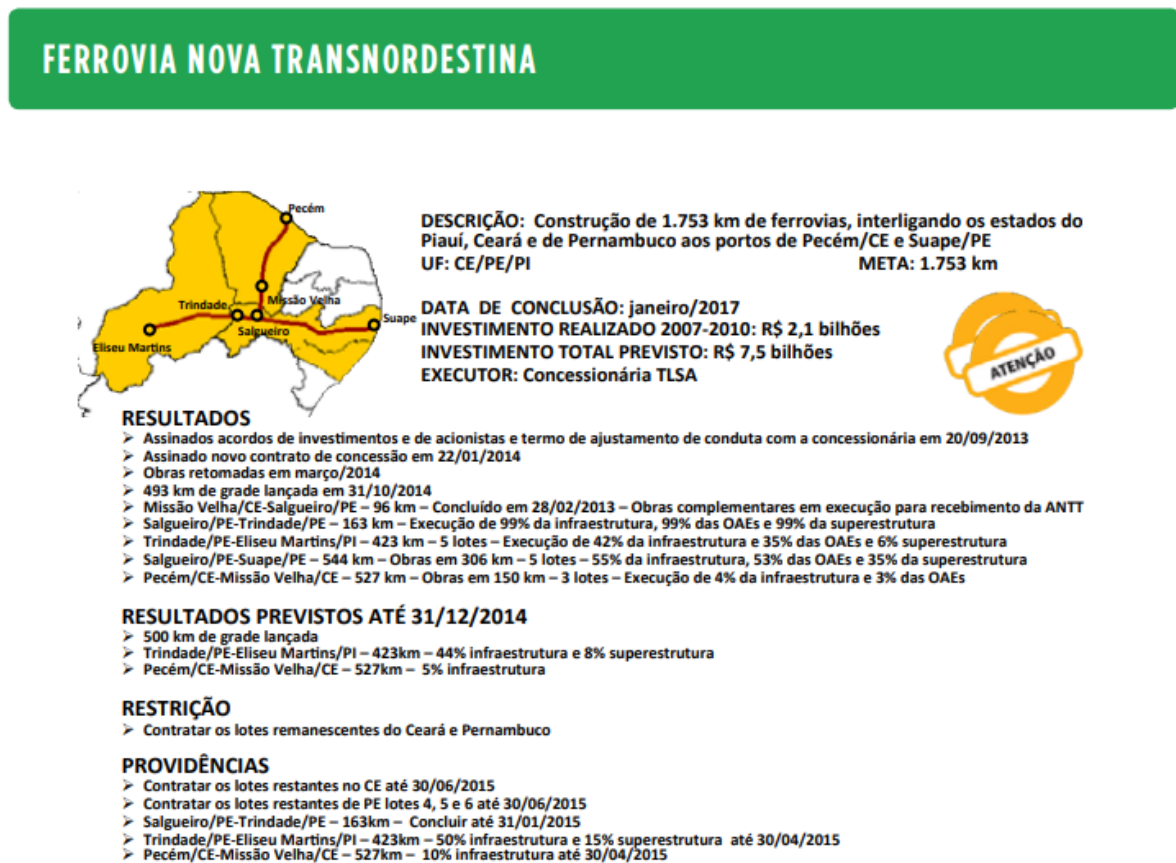 FERROVIA NOVA TRANSNORDESTINA
Pecém
Missão Velha
Trindade
Salgueiro
Suape
Eliseu Martins
DESCRIÇÃO: Construção de 1.753 km de ferrovias, interligando os estados do
Piauí, Ceará e de Pernambuco aos portos de Pecém/CE e Suape/PE
UF: CE/PE/PI META: 1.753 km
DATA DE CONCLUSÃO: janeiro/2017
INVESTIMENTO REALIZADO 2007-2010: R$ 2,1 bilhões
INVESTIMENTO TOTAL PREVISTO: R$ 7,5 bilhões
EXECUTOR: Concessionária TLSA
ATENÇÃO
RESULTADOS
➢ Assinados acordos de investimentos e de acionistas e termo de ajustamento de conduta com a concessionária em 20/09/2013
➢ Assinado novo contrato de concessão em 22/01/2014
➢ Obras retomadas em março/2014
➢ 493 km de grade lançada em 31/10/2014
➢ Missão Velha/CE-Salgueiro/PE – 96 km – Concluído em 28/02/2013 – Obras complementares em execução para recebimento da ANTT
➢ Salgueiro/PE-Trindade/PE – 163 km – Execução de 99% da infraestrutura, 99% das OAEs e 99% da superestrutura
➢ Trindade/PE-Eliseu Martins/PI – 423 km – 5 lotes – Execução de 42% da infraestrutura e 35% das OAEs e 6% superestrutura
➢ Salgueiro/PE-Suape/PE – 544 km – Obras em 306 km – 5 lotes – 55% da infraestrutura, 53% das OAEs e 35% da superestrutura
➢ Pecém/CE-Missão Velha/CE – 527 km – Obras em 150 km – 3 lotes – Execução de 4% da infraestrutura e 3% das OAEs
RESULTADOS PREVISTOS ATÉ 31/12/2014
➢ 500 km de grade lançada
➢ Trindade/PE-Eliseu Martins/PI – 423km – 44% infraestrutura e 8% superestrutura
➢ Pecém/CE-Missão Velha/CE – 527km – 5% infraestrutura
RESTRIÇÃO
➢ Contratar os lotes remanescentes do Ceará e Pernambuco
PROVIDÊNCIAS
➢ Contratar os lotes restantes no CE até 30/06/2015
➢ Contratar os lotes restantes de PE lotes 4, 5 e 6 até 30/06/2015
➢ Salgueiro/PE-Trindade/PE – 163km – Concluir até 31/01/2015
➢ Trindade/PE-Eliseu Martins/PI – 423km – 50% infraestrutura e 15% superestrutura até 30/04/2015
➢ Pecém/CE-Missão Velha/CE – 527km – 10% infraestrutura até 30/04/2015